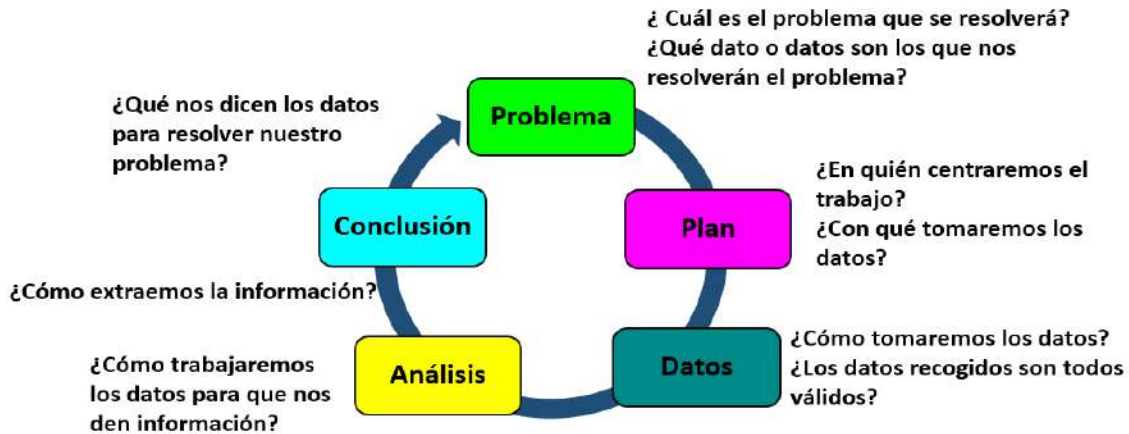 ¿ Cuál es el problema que se resolverá?
¿Qué dato o datos son los que nos
resolverán el problema?
Problema
¿En quién centraremos el
trabajo?
¿Con qué tomaremos los
datos?
Plan
¿Cómo tomaremos los datos?
¿Los datos recogidos son todos
válidos?
Datos
Análisis
¿Cómo trabajaremos
los datos para que nos
den información?
¿Cómo extraemos la información?
Conclusión
¿Qué nos dicen los datos
para resolver nuestro
problema?